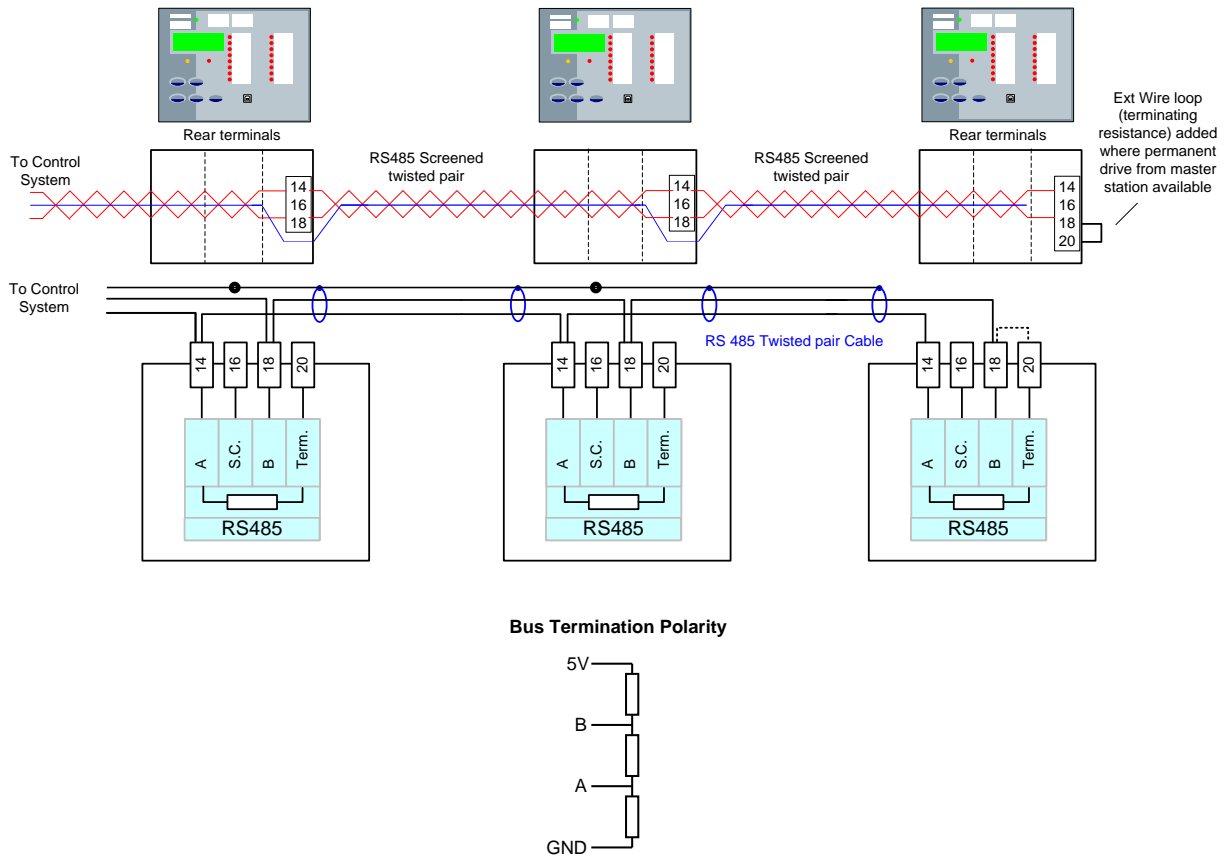 Rear terminals
Rear terminals
Ext Wire loop
(terminating
resistance) added
where permanent
drive from master
station available
To Control
System
RS485 Screened
twisted pair
RS485 Screened
twisted pair
14
16
18
14
16
18
14
16
18
20
To Control
System
RS 485 Twisted pair Cable
14
16
18
20
14
16
18
20
14
16
18
20
A
S.C.
B
Term.
A
S.C.
B
Term.
A
S.C.
B
Term.
RS485
RS485
RS485
Bus Termination Polarity
5V
B
A
GND